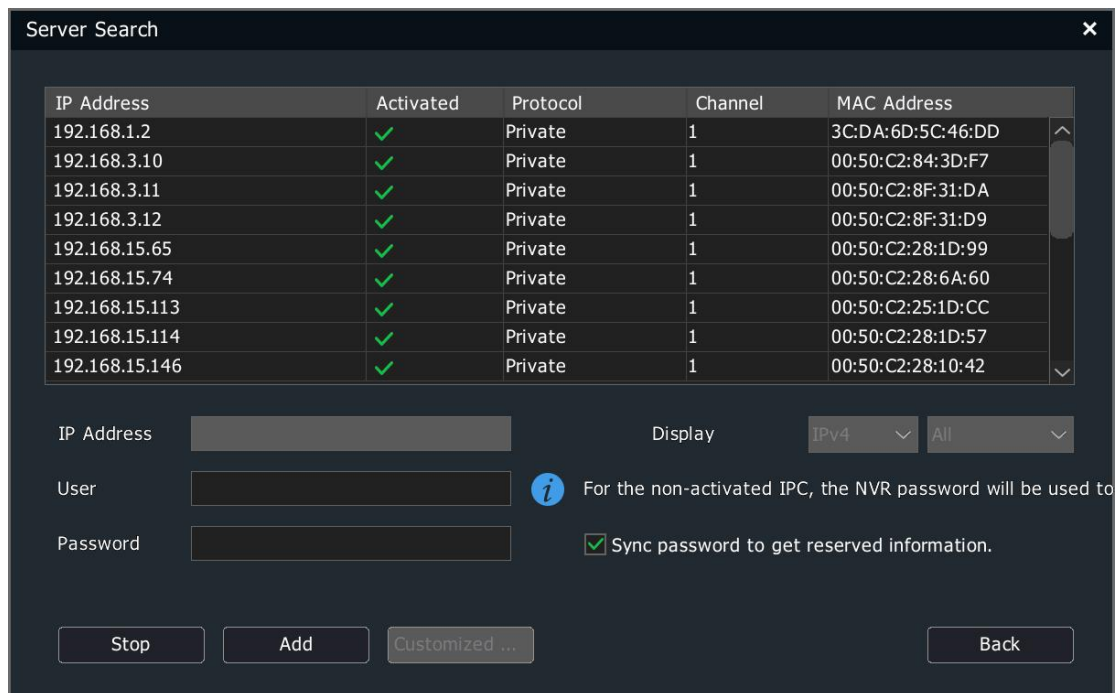 Server Search
IP Address Activated Protocol Channel MAC Address
192.168.1.2 Private 1 3C:DA:6D:5C:46:DD
192.168.3.10 Private 1 00:50:C2:84:3D:F7
192.168.3.11 Private 1 00:50:C2:8F:31:DA
192.168.3.12 Private 1 00:50:C2:8F:31:D9
192.168.15.65 Private 1 00:50:C2:28:1D:99
192.168.15.74 Private 1 00:50:C2:28:6A:60
192.168.15.113 Private 1 00:50:C2:25:1D:CC
192.168.15.114 Private 1 00:50:C2:28:1D:57
192.168.15.146 Private 1 00:50:C2:28:10:42
IP Address Display IPv4 All
User For the non-activated IPC, the NVR password will be used to
Password Sync password to get reserved information.
Stop Add Customized ... Back